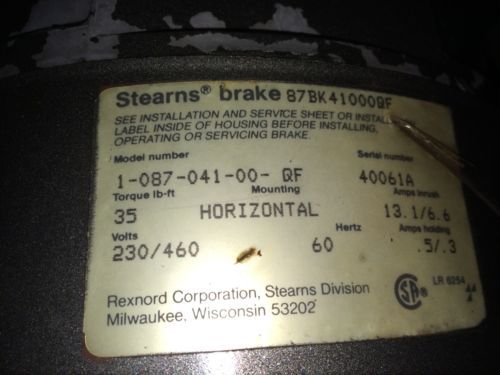 Stearns® brake 87BK41000QF
SEE INSTALLATION AND SERVICE SHEET OR
LABEL INSIDE OF HOUSING BEFORE INSTALLING,
OPERATING OR SERVICING BRAKE.
Model number Serial number
1-087-041-00- QF 40061A
Torque lb-ft Mounting Amps inrush
35 HORIZONTAL 13.1/6.6
Volts Hertz Amps holding
230/460 60 .5/.3
Rexnord Corporation, Stearns Division
Milwaukee, Wisconsin 53202
SA LR 6254